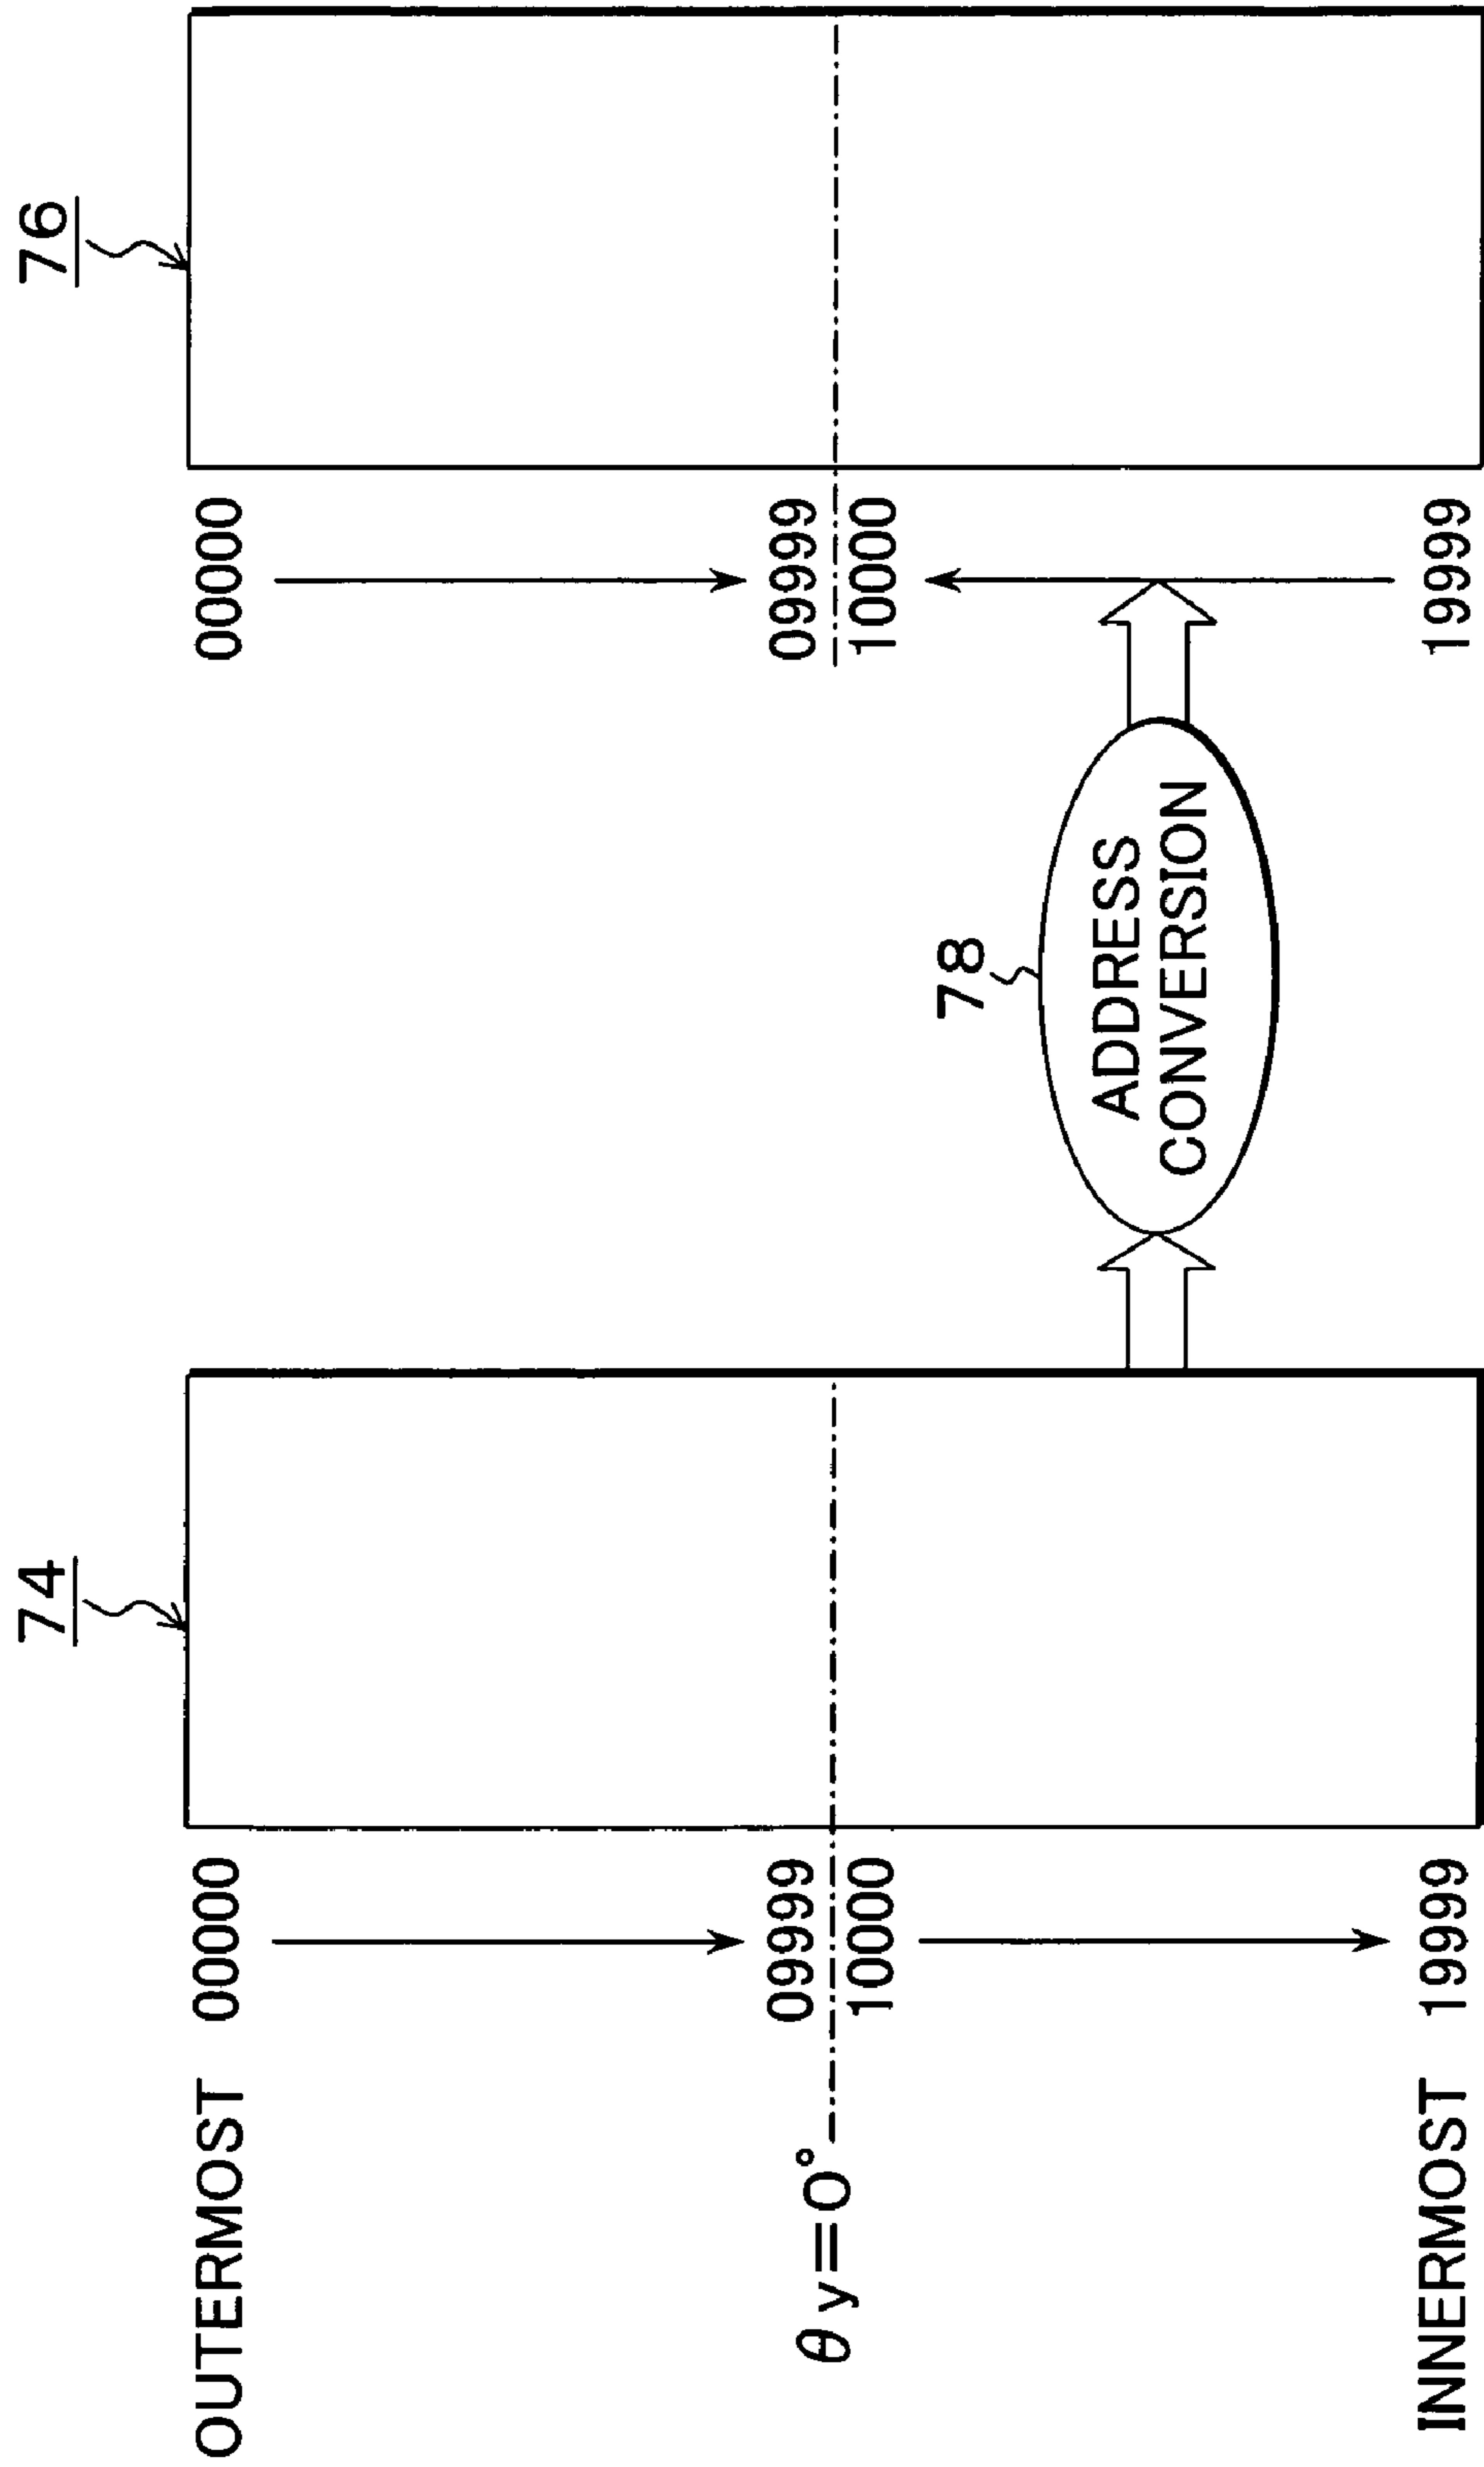 74 76
OUTERMOST 00000 00000
09999 09999
θy=0°
10000 10000
78
ADDRESS
CONVERSION
INNERMOST 19999 19999